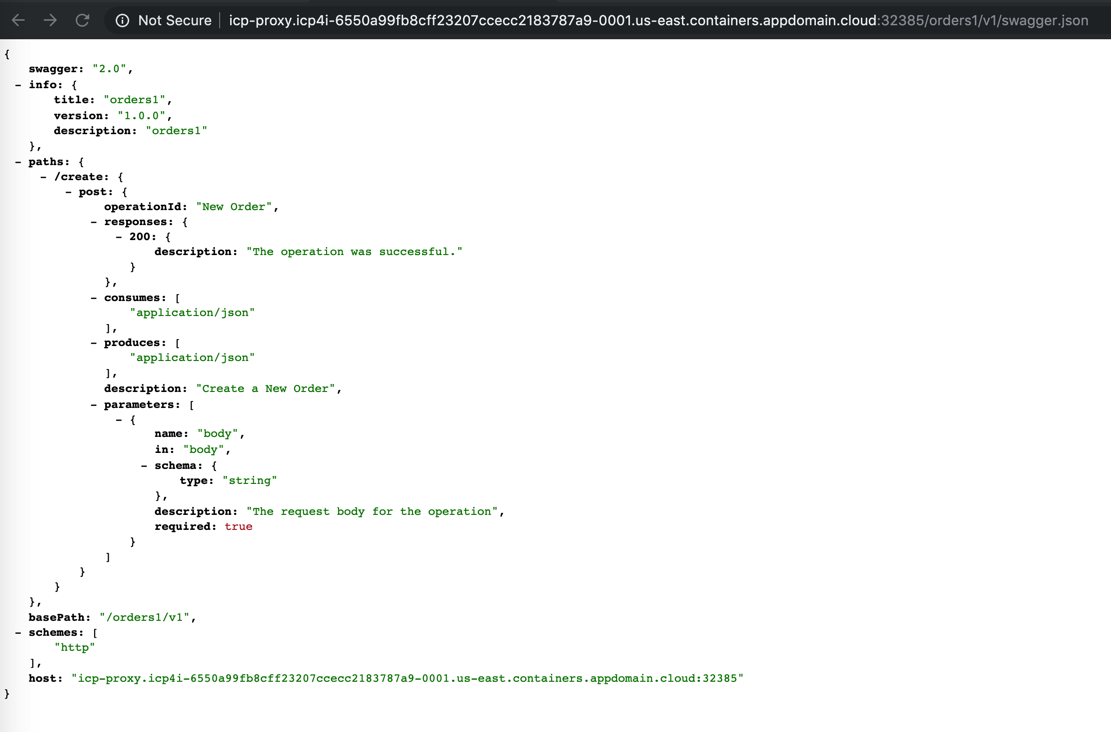 Not Secure | icp-proxy.icp4i-6550a99fb8cff23207ccecc2183787a9-0001.us-east.containers.appdomain.cloud:32385/orders1/v1/swagger.json
{
swagger: "2.0",
- info: {
title: "orders1",
version: "1.0.0",
description: "orders1"
},
- paths: {
- /create: {
- post: {
operationId: "New Order",
- responses: {
- 200: {
description: "The operation was successful."
}
},
- consumes: [
"application/json"
],
- produces: [
"application/json"
],
description: "Create a New Order",
- parameters: [
- {
name: "body",
in: "body",
- schema: {
type: "string"
},
description: "The request body for the operation",
required: true
}
]
}
}
},
basePath: "/orders1/v1",
- schemes: [
"http"
],
host: "icp-proxy.icp4i-6550a99fb8cff23207ccecc2183787a9-0001.us-east.containers.appdomain.cloud:32385"
}